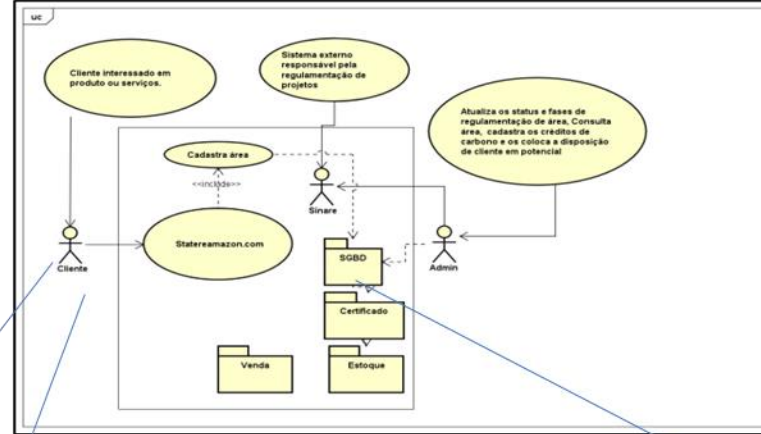 uc
Cliente interessado em
produto ou serviços.
Sistema externo
responsável pela
regulamentação de
projetos
Atualiza os status e fases de
regulamentação de área, Consulta
área, cadastra os créditos de
carbono e os coloca a disposição
de cliente em potencial
Cadastra área
<<include>>
Sinare
Statereamazon.com
Cliente
SGBD
Admin
Certificado
Venda
Estoque